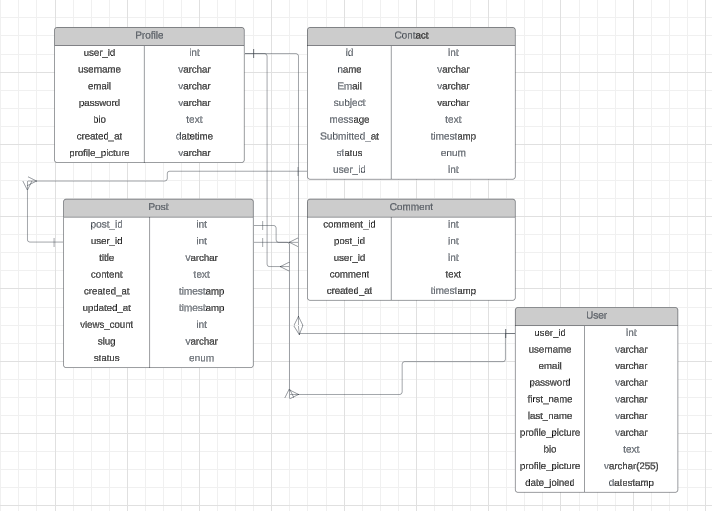 Profile
user_id int
username varchar
email varchar
password varchar
bio text
created_at datetime
profile_picture varchar
Contact
id int
name varchar
Email varchar
subject varchar
message text
Submitted_at timestamp
status enum
user_id int
Post
post_id int
user_id int
title varchar
content text
created_at timestamp
updated_at timestamp
views_count int
slug varchar
status enum
Comment
comment_id int
post_id int
user_id int
comment text
created_at timestamp
User
user_id int
username varchar
email varchar
password varchar
first_name varchar
last_name varchar
profile_picture varchar
bio text
profile_picture varchar(255)
date_joined datestamp